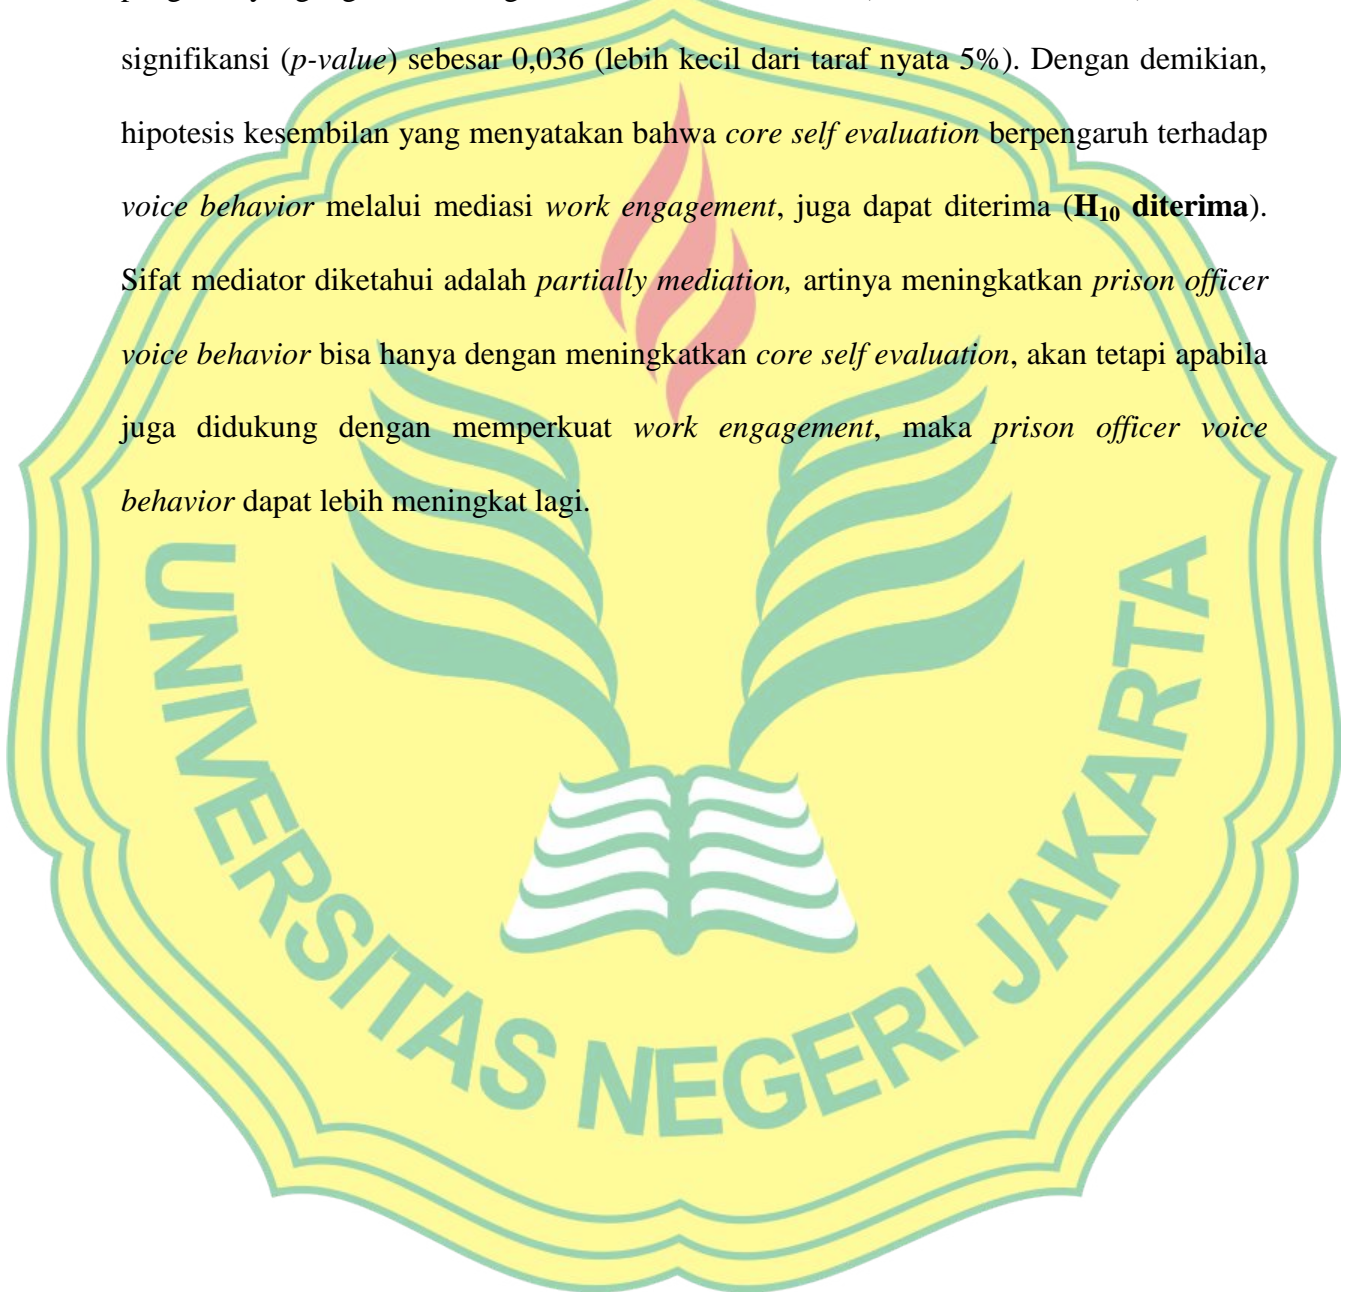 signifikansi (p-value) sebesar 0,036 (lebih kecil dari taraf nyata 5%). Dengan demikian,
hipotesis kesembilan yang menyatakan bahwa core self evaluation berpengaruh terhadap
voice behavior melalui mediasi work engagement, juga dapat diterima (H10 diterima).
Sifat mediator diketahui adalah partially mediation, artinya meningkatkan prison officer
voice behavior bisa hanya dengan meningkatkan core self evaluation, akan tetapi apabila
juga didukung dengan memperkuat work engagement, maka prison officer voice
behavior dapat lebih meningkat lagi.
UNIVERSITAS NEGERI JAKARTA